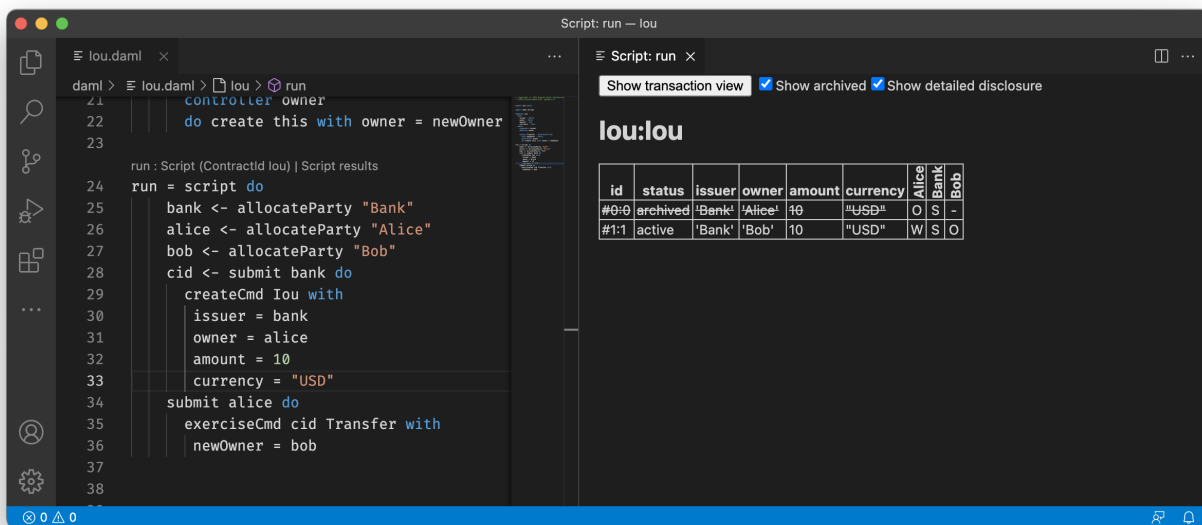 Script: run — Iou
Iou.daml
daml > Iou.daml > Iou > run
21 controller owner
22 do create this with owner = newOwner
23
run : Script (ContractId Iou) | Script results
24 run = script do
25 bank <- allocateParty "Bank"
26 alice <- allocateParty "Alice"
27 bob <- allocateParty "Bob"
28 cid <- submit bank do
29 createCmd Iou with
30 issuer = bank
31 owner = alice
32 amount = 10
33 currency = "USD"
34 submit alice do
35 exerciseCmd cid Transfer with
36 newOwner = bob
37
38
0 0
Script: run
Show transaction view Show archived Show detailed disclosure
Iou:Iou
id status issuer owner amount currency Alice Bank Bob
#0:0 archived 'Bank' 'Alice' 10 "USD" O S -
#1:1 active 'Bank' 'Bob' 10 "USD" W S O